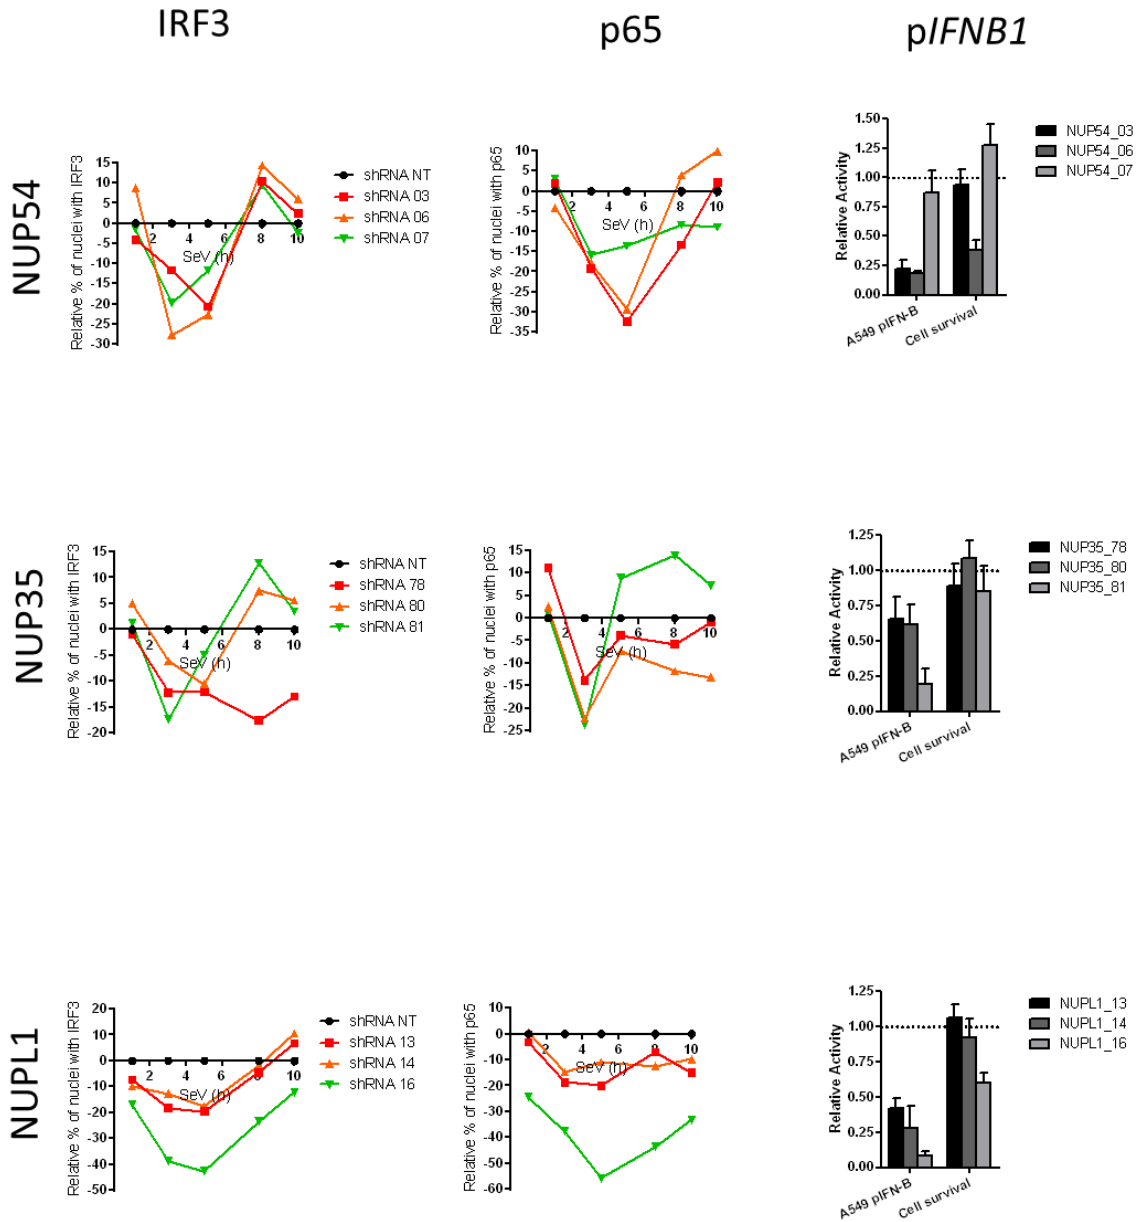 IRF3
p65
pIFNB1
NUP54
Relative % of nuclei with IRF3
15
10
5
0
-5
-10
-15
-20
-25
-30
2
4
6
8
10
SeV (h)
shRNA NT
shRNA 03
shRNA 06
shRNA 07
Relative % of nuclei with p65
10
5
0
-5
-10
-15
-20
-25
-30
-35
2
4
6
8
10
SeV (h)
Relative Activity
1.50
1.25
1.00
0.75
0.50
0.25
0.00
A549 pIFN-B
Cell survival
NUP54_03
NUP54_06
NUP54_07
NUP35
Relative % of nuclei with IRF3
15
10
5
0
-5
-10
-15
-20
2
4
6
8
10
SeV (h)
shRNA NT
shRNA 78
shRNA 80
shRNA 81
Relative % of nuclei with p65
15
10
5
0
-5
-10
-15
-20
-25
2
4
6
8
10
SeV (h)
Relative Activity
1.25
1.00
0.75
0.50
0.25
0.00
A549 pIFN-B
Cell survival
NUP35_78
NUP35_80
NUP35_81
NUPL1
Relative % of nuclei with IRF3
20
10
0
-10
-20
-30
-40
-50
2
4
6
8
10
SeV (h)
shRNA NT
shRNA 13
shRNA 14
shRNA 16
Relative % of nuclei with p65
10
0
-10
-20
-30
-40
-50
-60
2
4
6
8
10
SeV (h)
Relative Activity
1.25
1.00
0.75
0.50
0.25
0.00
A549 pIFN-B
Cell survival
NUPL1_13
NUPL1_14
NUPL1_16